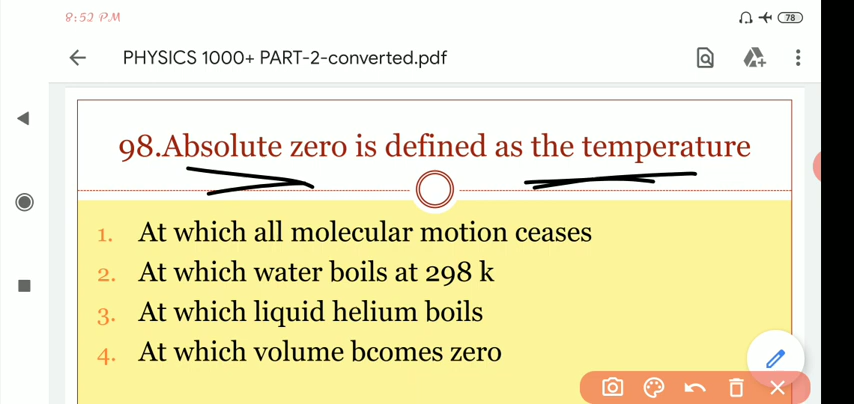 8:52 PM
78
PHYSICS 1000+ PART-2-converted.pdf
98.Absolute zero is defined as the temperature
1. At which all molecular motion ceases
2. At which water boils at 298 k
3. At which liquid helium boils
4. At which volume bcomes zero